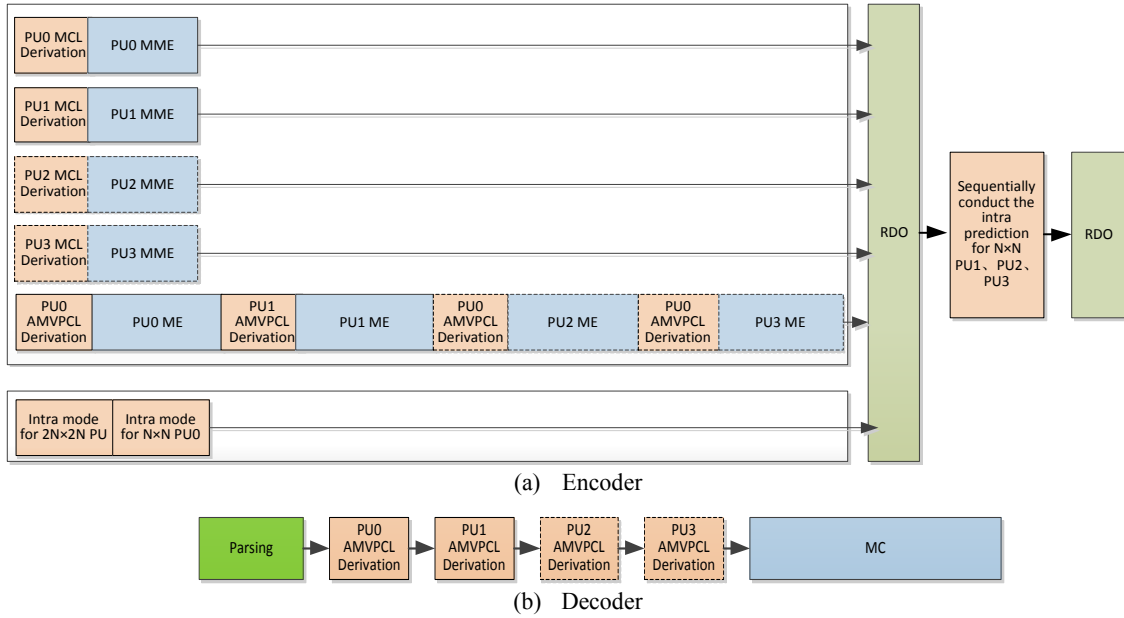 PU0 MCL
Derivation
PU0 MME
PU1 MCL
Derivation
PU1 MME
PU2 MCL
Derivation
PU2 MME
PU3 MCL
Derivation
PU3 MME
PU0
AMVPCL
Derivation
PU0 ME
PU1
AMVPCL
Derivation
PU1 ME
PU0
AMVPCL
Derivation
PU2 ME
PU0
AMVPCL
Derivation
PU3 ME
Intra mode
for 2N×2N PU
Intra mode
for N×N PU0
RDO
Sequentially
conduct the
intra
prediction
for N×N
PU1、PU2、
PU3
RDO
(a) Encoder
Parsing
PU0
AMVPCL
Derivation
PU1
AMVPCL
Derivation
PU2
AMVPCL
Derivation
PU3
AMVPCL
Derivation
MC
(b) Decoder